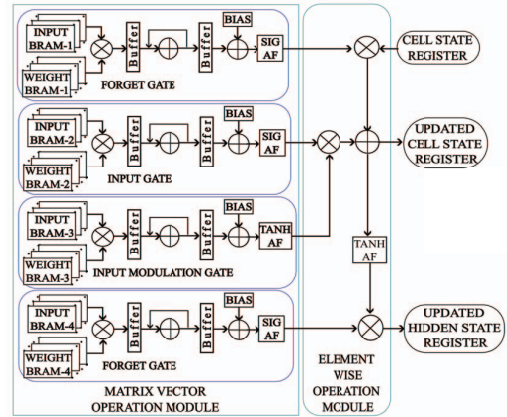 INPUT
BRAM-1
WEIGHT
BRAM-1
Buffer
Buffer
BIAS
SIG
AF
FORGET GATE
CELL STATE
REGISTER
INPUT
BRAM-2
WEIGHT
BRAM-2
Buffer
Buffer
BIAS
SIG
AF
INPUT GATE
UPDATED
CELL STATE
REGISTER
INPUT
BRAM-3
WEIGHT
BRAM-3
Buffer
Buffer
BIAS
TANH
AF
INPUT MODULATION GATE
TANH
AF
INPUT
BRAM-4
WEIGHT
BRAM-4
Buffer
Buffer
BIAS
SIG
AF
FORGET GATE
UPDATED
HIDDEN STATE
REGISTER
MATRIX VECTOR
OPERATION MODULE
ELEMENT
WISE
OPERATION
MODULE